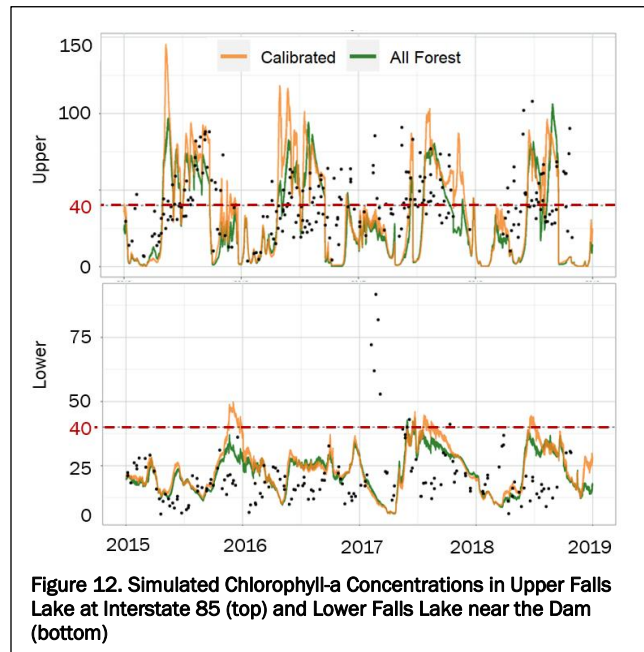 150
Calibrated All Forest
100
Upper
40
0
75
Lower
50
40
25
0
2015 2016 2017 2018 2019
Figure 12. Simulated Chlorophyll-a Concentrations in Upper Falls
Lake at Interstate 85 (top) and Lower Falls Lake near the Dam
(bottom)